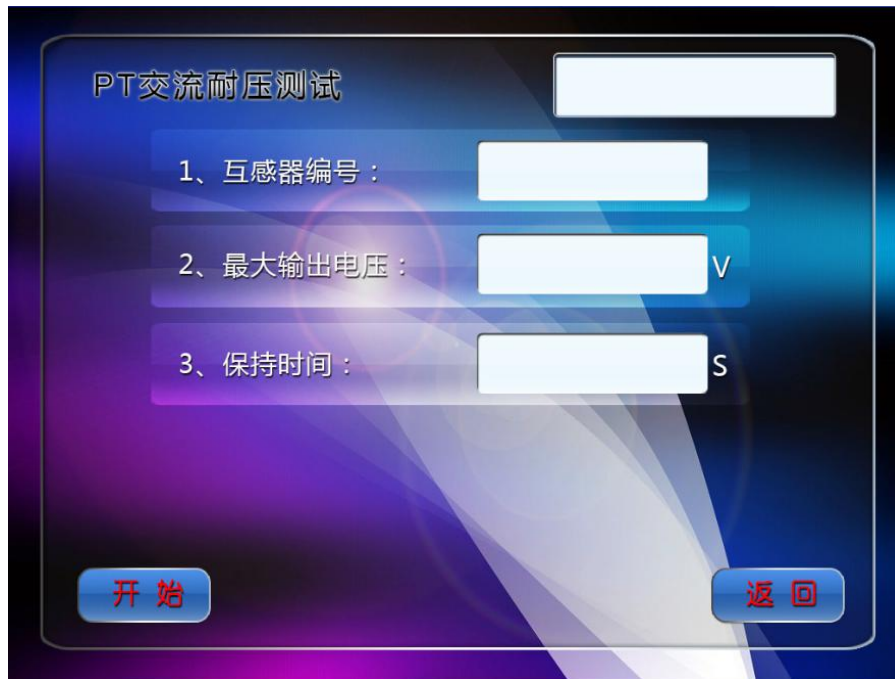 PT交流耐压测试
1、互感器编号：
2、最大输出电压： V
3、保持时间： S
开 始
返 回